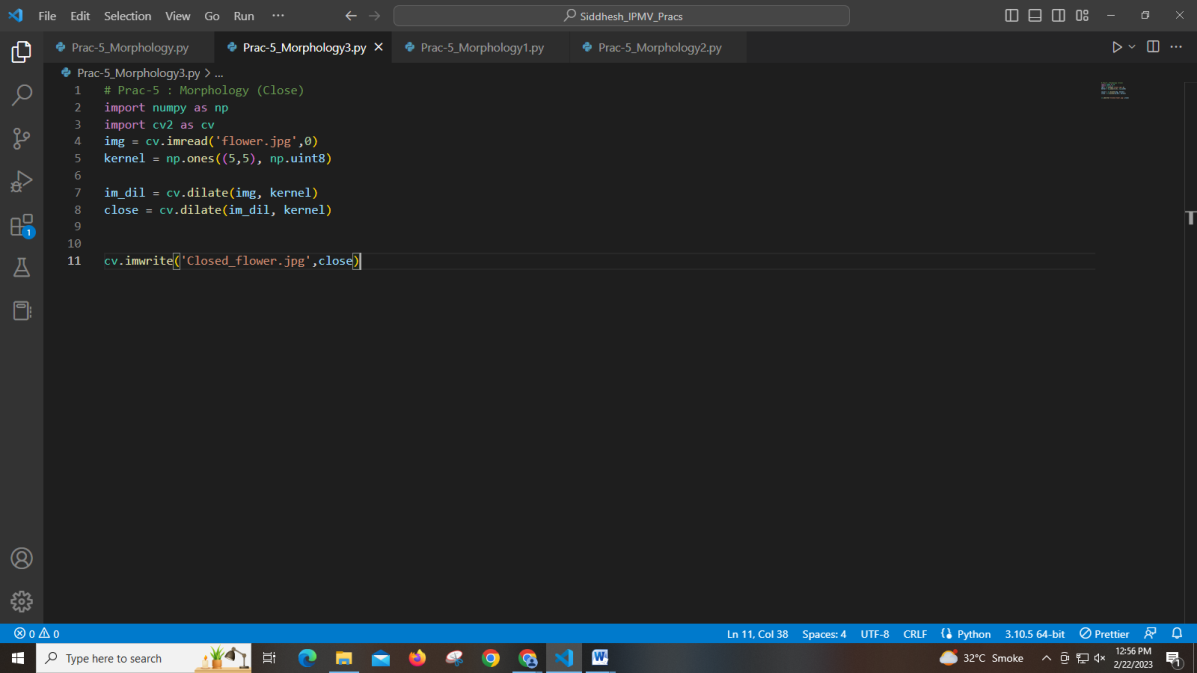 File Edit Selection View Go Run ··· Siddhesh_IPMV_Pracs
Prac-5_Morphology.py Prac-5_Morphology3.py Prac-5_Morphology1.py Prac-5_Morphology2.py
Prac-5_Morphology3.py > ...
1 # Prac-5 : Morphology (Close)
2 import numpy as np
3 import cv2 as cv
4 img = cv.imread('flower.jpg',0)
5 kernel = np.ones((5,5), np.uint8)
6
7 im_dil = cv.dilate(img, kernel)
8 close = cv.dilate(im_dil, kernel)
9
10
11 cv.imwrite('Closed_flower.jpg',close)
1
T
0 0 Ln 11, Col 38 Spaces: 4 UTF-8 CRLF Python 3.10.5 64-bit Prettier
Type here to search 32°C Smoke 12:56 PM
2/22/2023 1